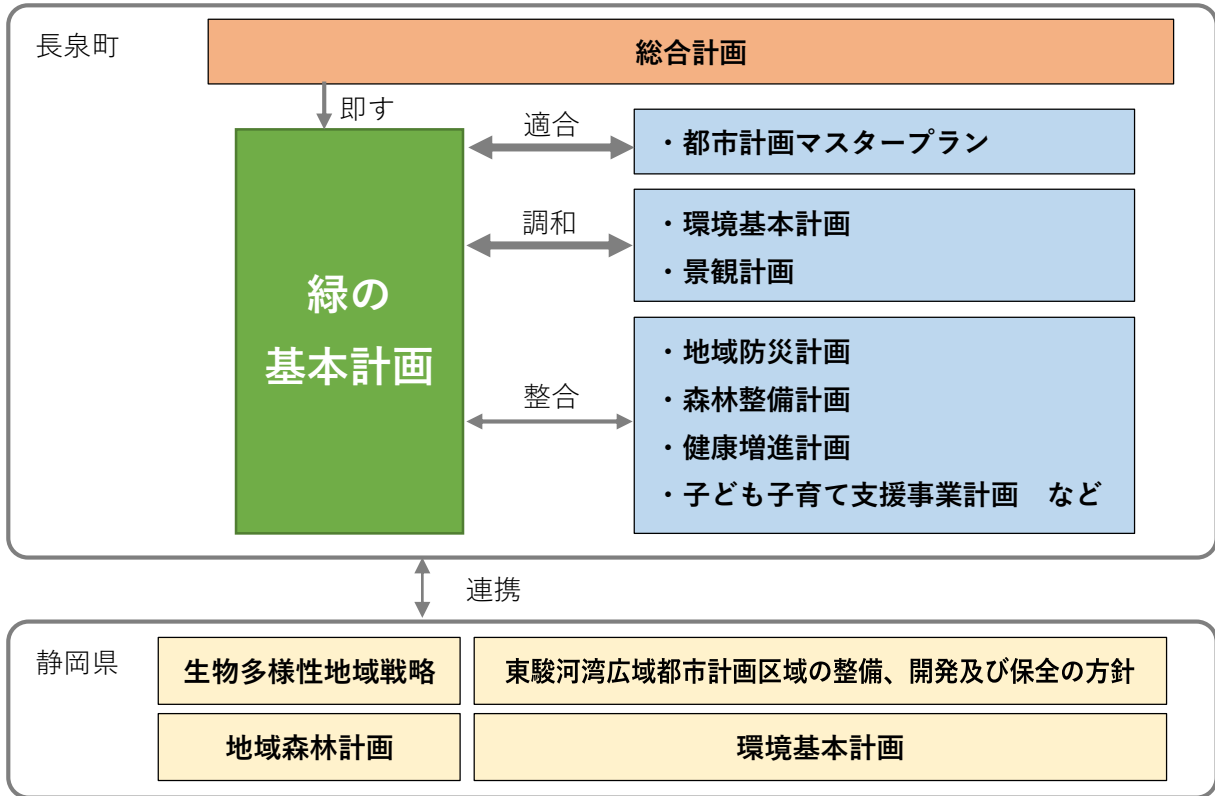 長泉町
総合計画
即す
緑の
基本計画
適合
・都市計画マスタープラン
調和
・環境基本計画
・景観計画
整合
・地域防災計画
・森林整備計画
・健康増進計画
・子ども子育て支援事業計画　など
連携
静岡県
生物多様性地域戦略
東駿河湾広域都市計画区域の整備、開発及び保全の方針
地域森林計画
環境基本計画